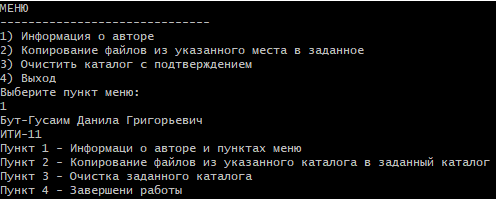 МЕНЮ
------------------------------
1) Информация о авторе
2) Копирование файлов из указанного места в заданное
3) Очистить каталог с подтверждением
4) Выход
Выберите пункт меню:
1
Бут-Гусаим Данила Григорьевич
ИТИ-11
Пункт 1 - Информаци о авторе и пунктах меню
Пункт 2 - Копирование файлов из указанного каталога в заданный каталог
Пункт 3 - Очистка заданного каталога
Пункт 4 - Завершени работы